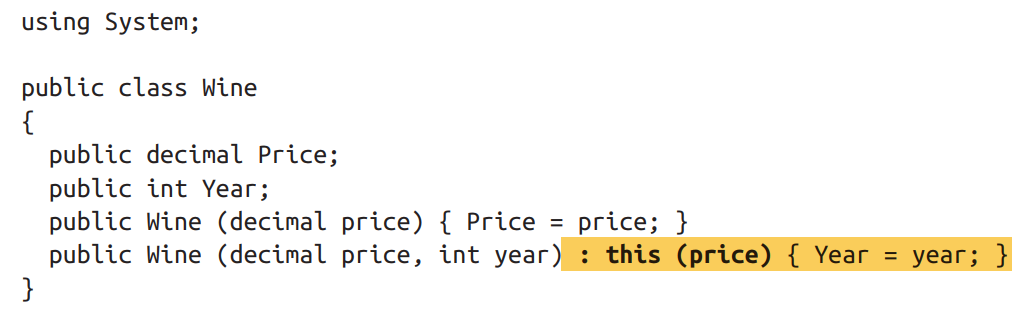 using System;
public class Wine
{
public decimal Price;
public int Year;
public Wine (decimal price) { Price = price; }
public Wine (decimal price, int year) : this (price) { Year = year; }
}